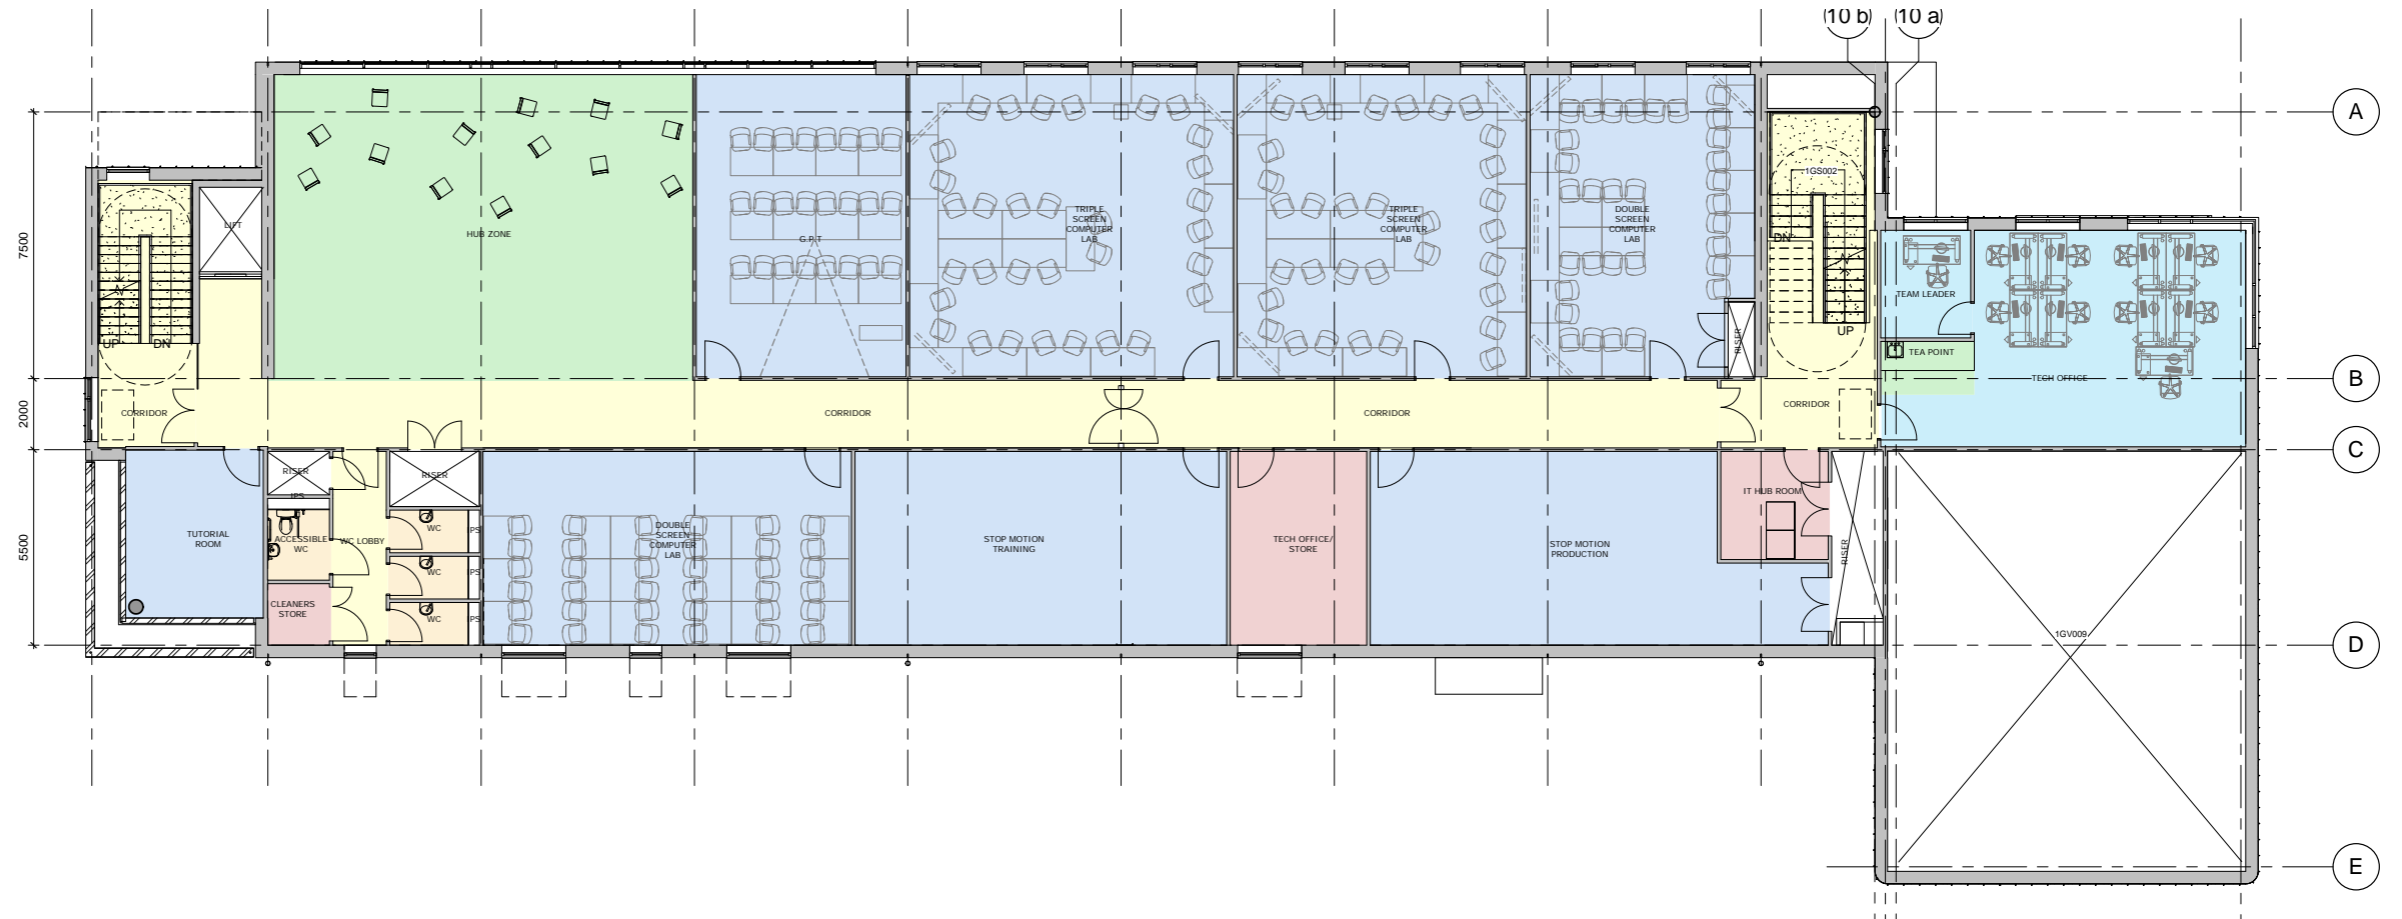 (10 b)
(10 a)
A
7500
1GS002
LIFT
HUB ZONE
G.P.T
TRIPLE
SCREEN
COMPUTER
LAB
TRIPLE
SCREEN
COMPUTER
LAB
DOUBLE
SCREEN
COMPUTER
LAB
DN
TEAM LEADER
UP
DN
UP
RISER
TEA POINT
TECH OFFICE
B
2000
CORRIDOR
CORRIDOR
CORRIDOR
CORRIDOR
C
RISER
IPS
RISER
5500
TUTORIAL
ROOM
ACCESSIBLE
WC
WC LOBBY
WC
IPS
WC
IPS
WC
IPS
CLEANERS
STORE
DOUBLE
SCREEN
COMPUTER
LAB
STOP MOTION
TRAINING
TECH OFFICE/
STORE
STOP MOTION
PRODUCTION
IT HUB ROOM
RISER
1GV009
D
E